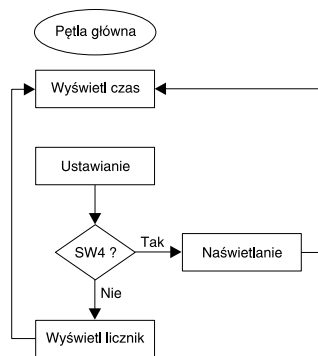 Pętla główna
Wyświetl czas
Ustawianie
SW4 ?
Tak
Naświetlanie
Nie
Wyświetl licznik